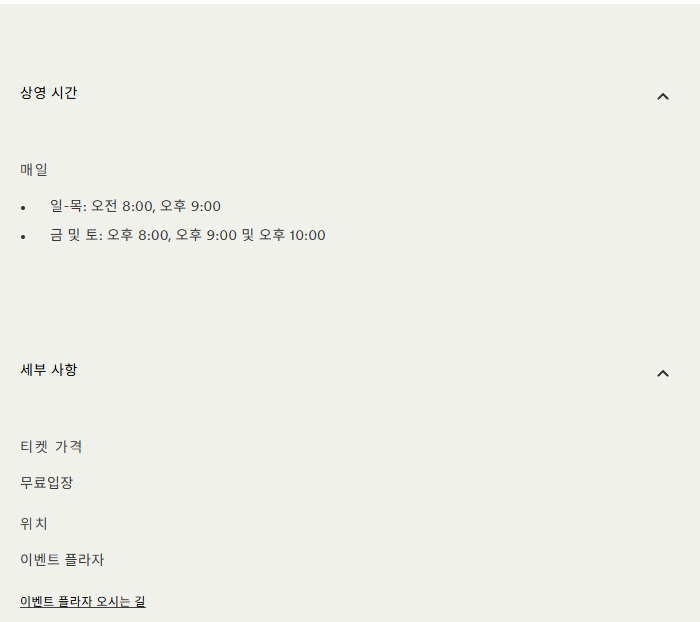 상영 시간
매일
• 일-목: 오전 8:00, 오후 9:00
• 금 및 토: 오후 8:00, 오후 9:00 및 오후 10:00
세부 사항
티켓 가격
무료입장
위치
이벤트 플라자
이벤트 플라자 오시는 길